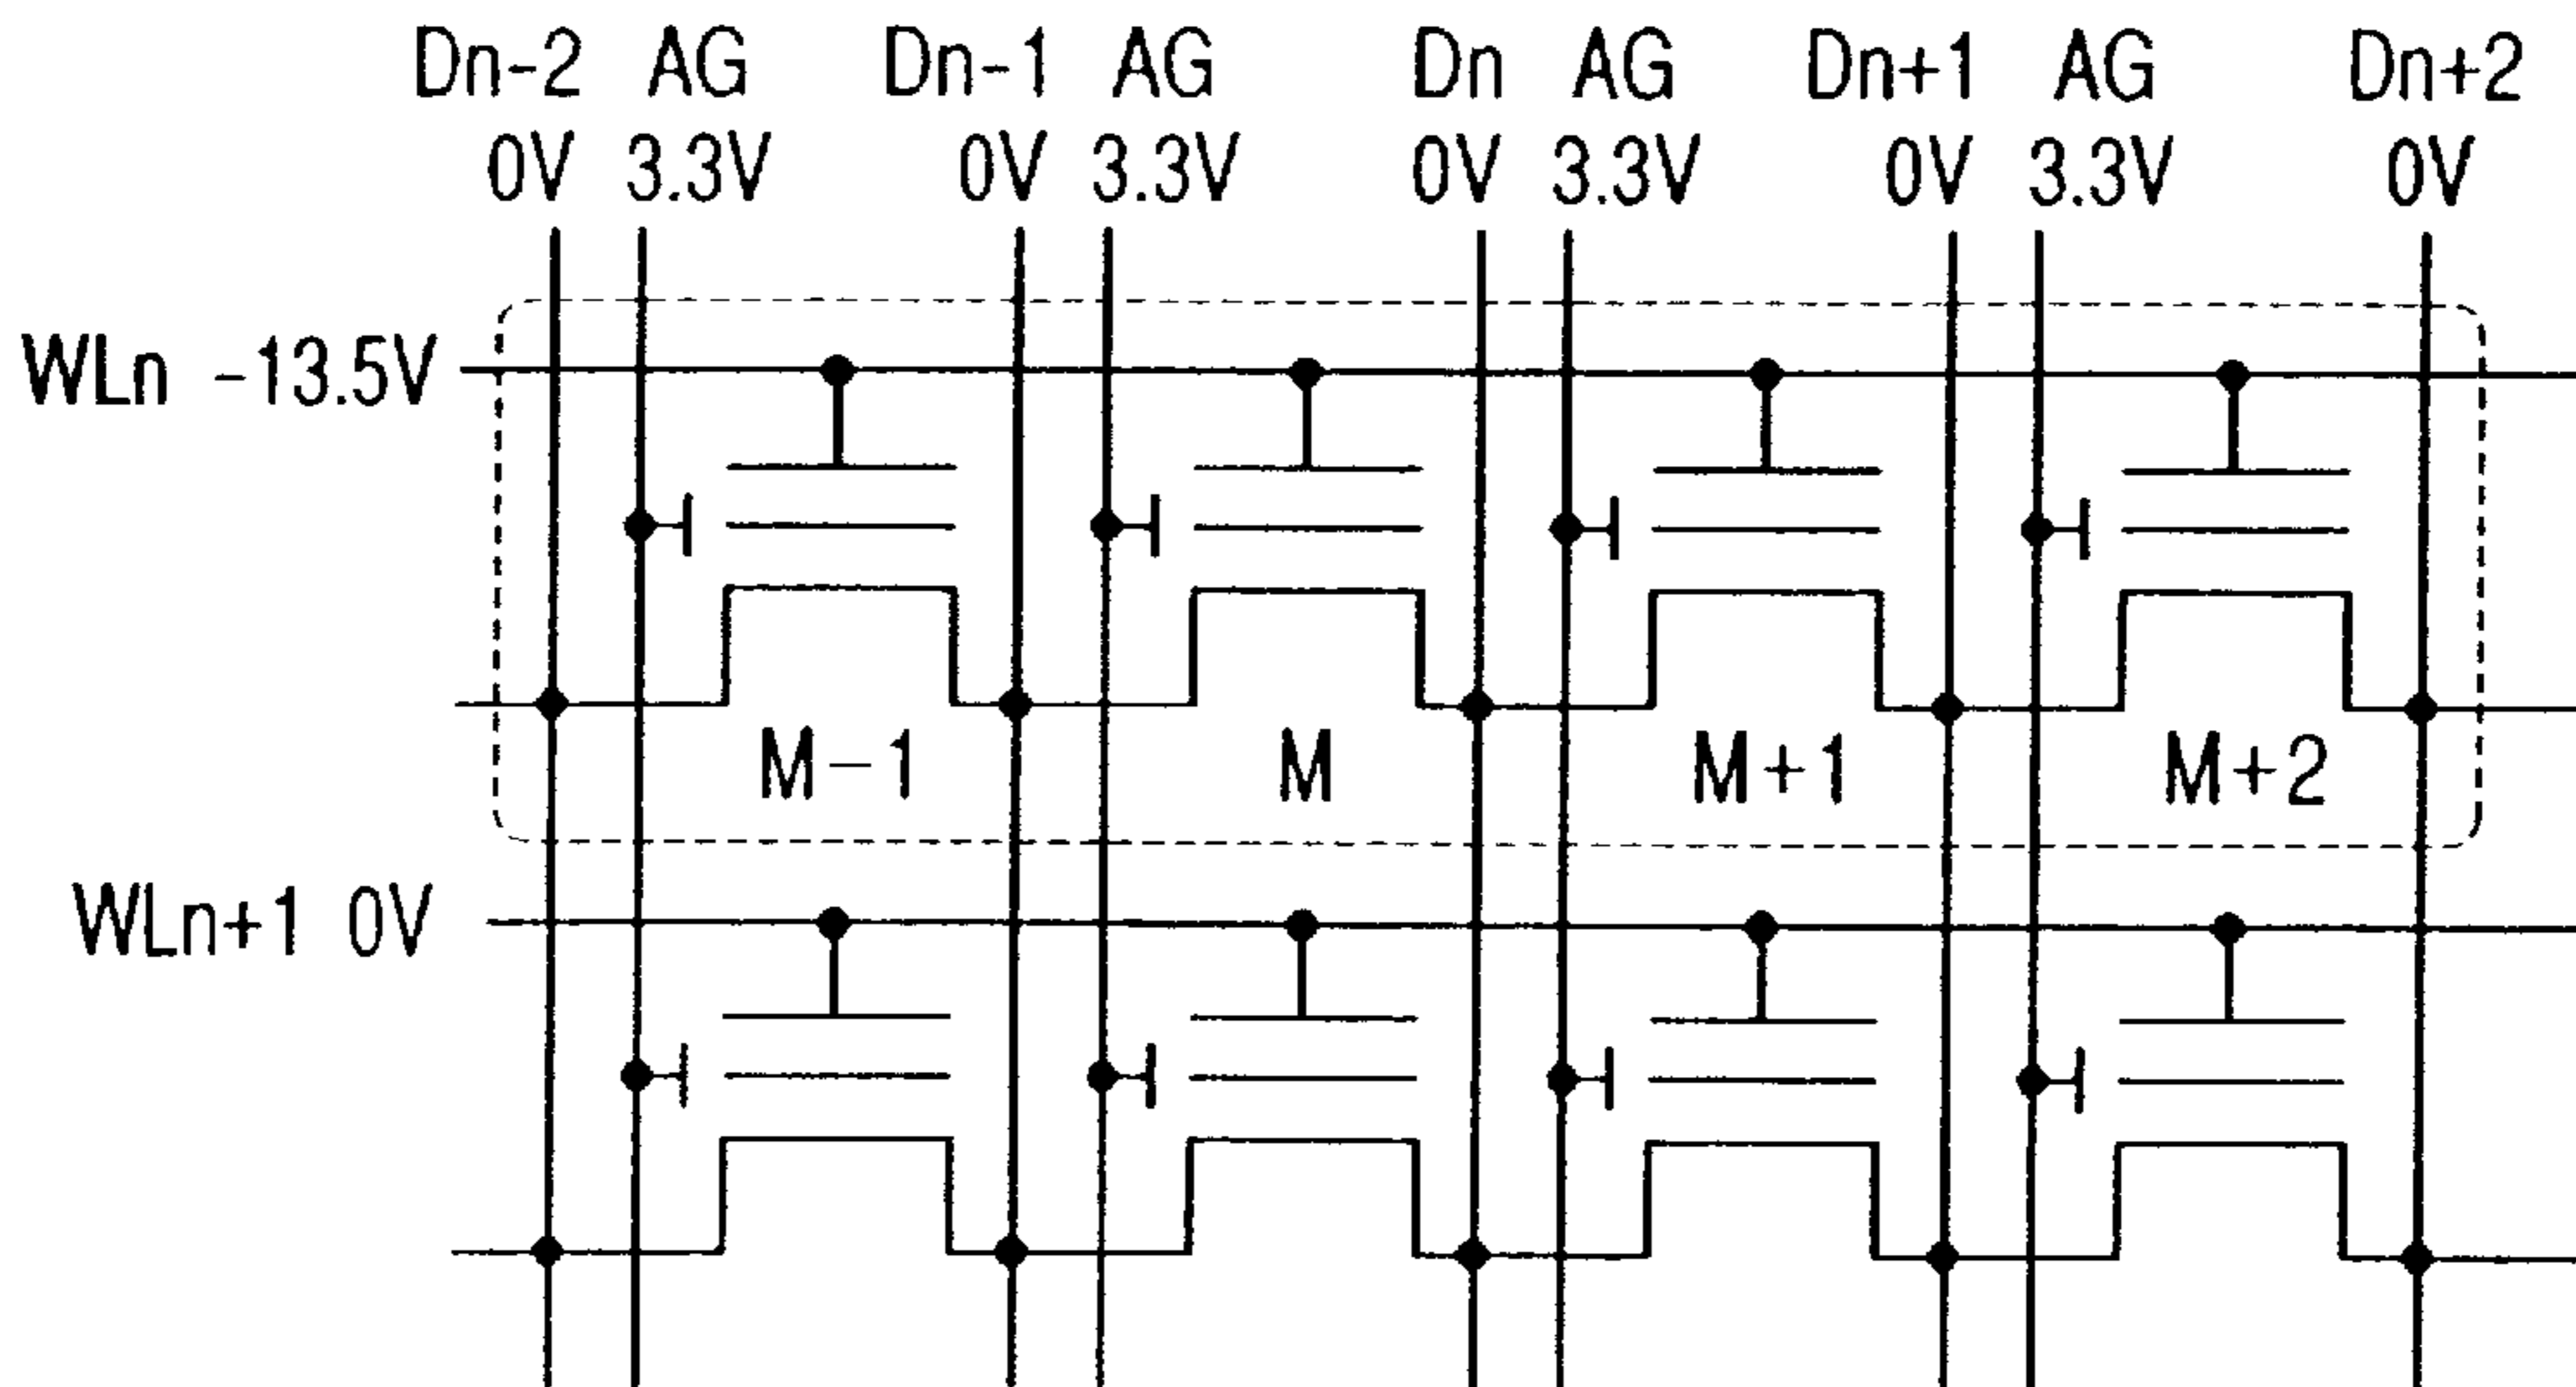 Dn-2 AG Dn-1 AG Dn AG Dn+1 AG Dn+2
0V 3.3V 0V 3.3V 0V 3.3V 0V 3.3V 0V
WLn -13.5V
M-1 M M+1 M+2
WLn+1 0V